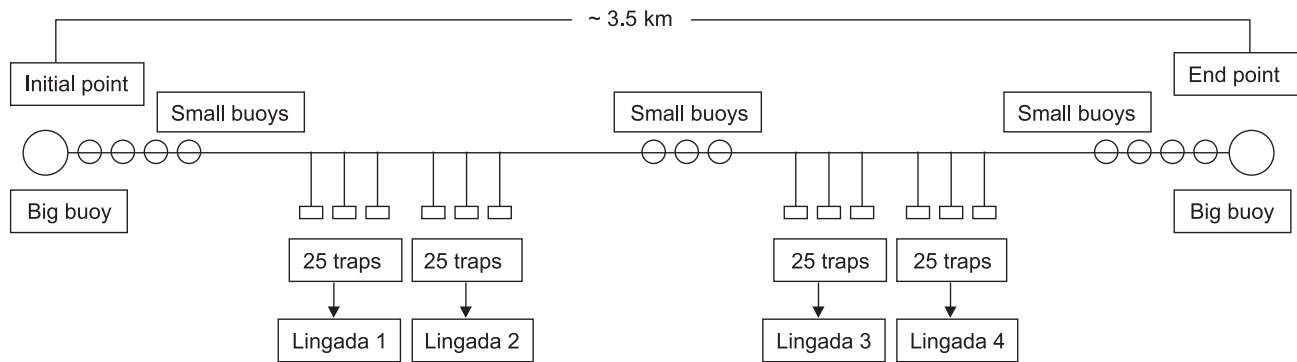 ~ 3.5 km
Initial point
End point
Small buoys
Small buoys
Small buoys
Big buoy
Big buoy
25 traps
25 traps
25 traps
25 traps
Lingada 1
Lingada 2
Lingada 3
Lingada 4